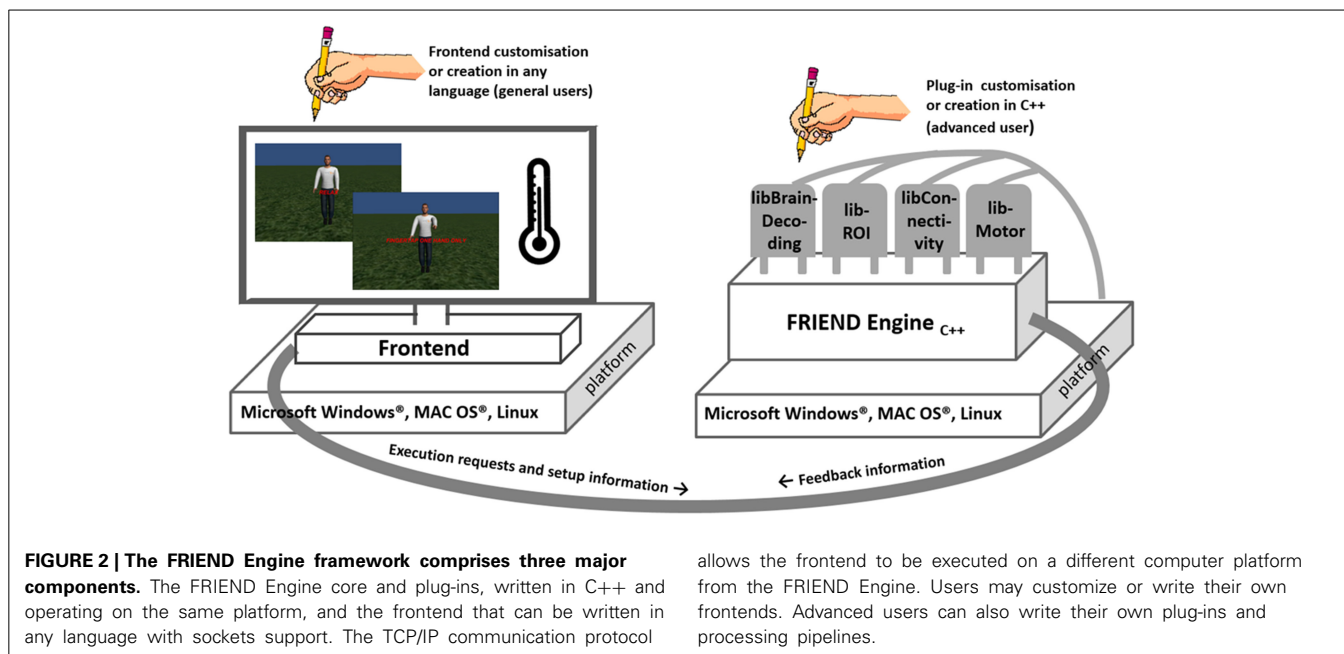 Frontend customisation
or creation in any
language (general users)
Plug-in customisation
or creation in C++
(advanced user)
RELAX
libBrain-
Deco-
ding
lib-
ROI
libCon-
necti-
vity
lib-
Motor
FRIEND Engine C++
Frontend
platform
platform
Microsoft Windows®, MAC OS®, Linux
Microsoft Windows®, MAC OS®, Linux
Execution requests and setup information →
← Feedback information
FIGURE 2 | The FRIEND Engine framework comprises three major
components. The FRIEND Engine core and plug-ins, written in C++ and
operating on the same platform, and the frontend that can be written in
any language with sockets support. The TCP/IP communication protocol
allows the frontend to be executed on a different computer platform
from the FRIEND Engine. Users may customize or write their own
frontends. Advanced users can also write their own plug-ins and
processing pipelines.